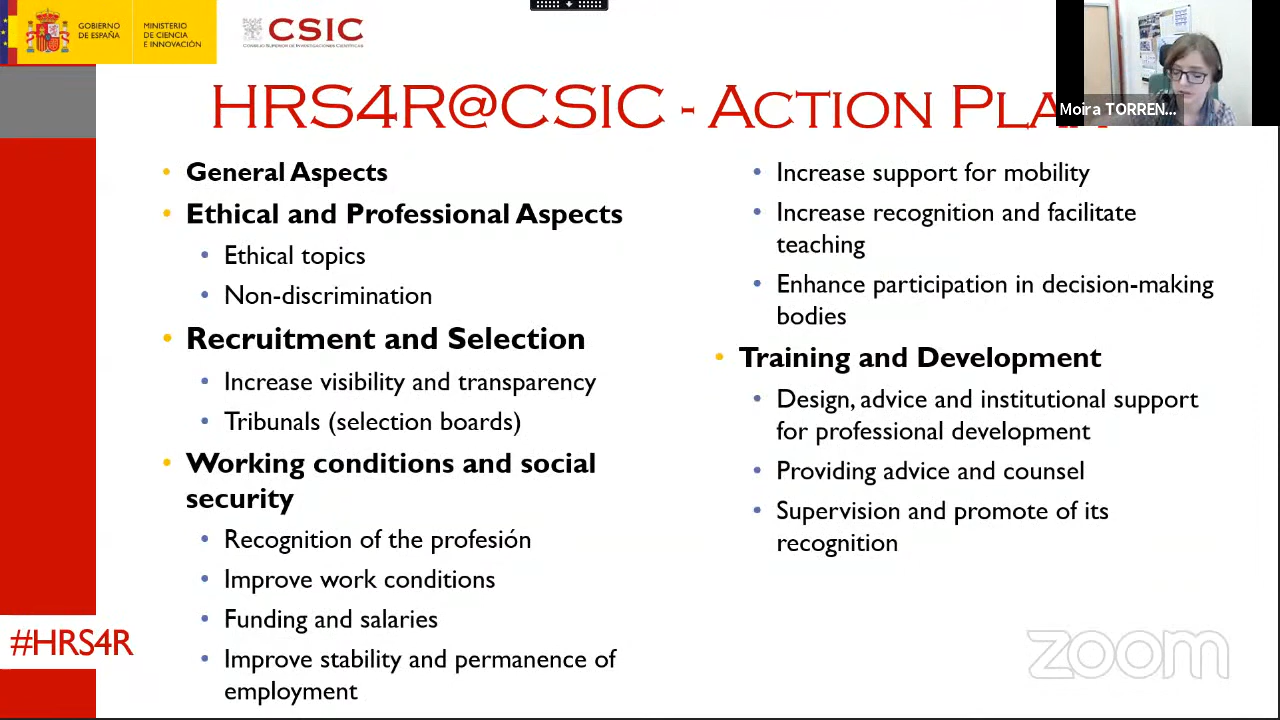 GOBIERNO
DE ESPAÑA
MINISTERIO
DE CIENCIA
E INNOVACIÓN
CSIC
CONSEJO SUPERIOR DE INVESTIGACIONES CIENTÍFICAS
HRS4R@CSIC - ACTION PLAN
Moira TORREN...
• General Aspects
• Ethical and Professional Aspects
• Ethical topics
• Non-discrimination
• Recruitment and Selection
• Increase visibility and transparency
• Tribunals (selection boards)
• Working conditions and social
security
• Recognition of the profesión
• Improve work conditions
• Funding and salaries
• Improve stability and permanence of
employment
• Increase support for mobility
• Increase recognition and facilitate
teaching
• Enhance participation in decision-making
bodies
• Training and Development
• Design, advice and institutional support
for professional development
• Providing advice and counsel
• Supervision and promote of its
recognition
#HRS4R
zoom